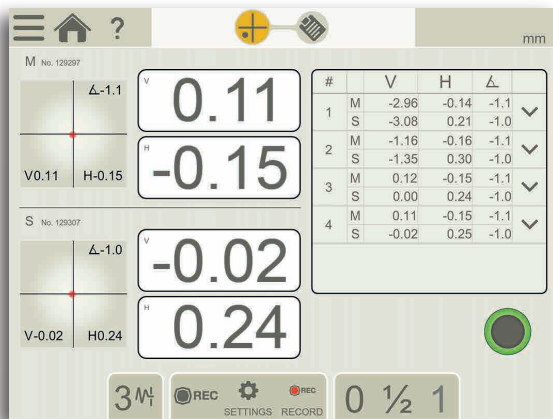 ?
mm
M No. 129297
∡-1.1
V0.11 H-0.15
V 0.11
H -0.15
S No. 129307
∡-1.0
V-0.02 H0.24
V -0.02
H 0.24
# V H ∡
1 M -2.96 -0.14 -1.1
S -3.08 0.21 -1.0
2 M -1.16 -0.16 -1.1
S -1.35 0.30 -1.0
3 M 0.12 -0.15 -1.1
S 0.00 0.24 -1.0
4 M 0.11 -0.15 -1.1
S -0.02 0.25 -1.0
3
REC
SETTINGS
REC
RECORD
0 ½ 1